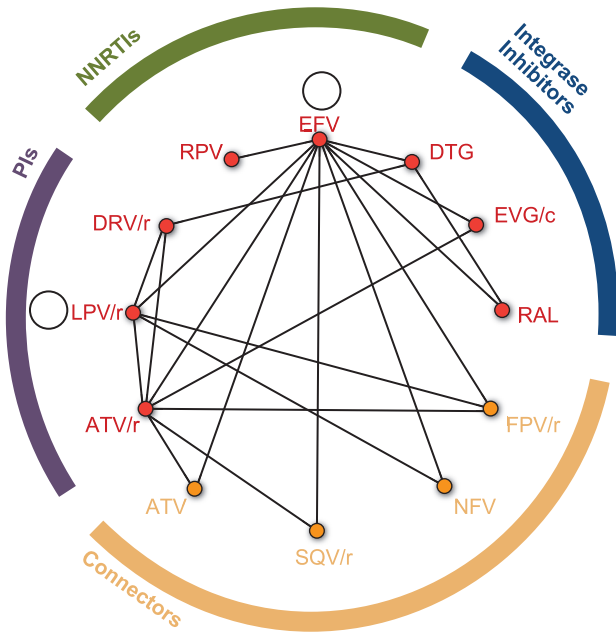 NNRTIs
Integrase
Inhibitors
PIs
EFV
RPV
DTG
DRV/r
EVG/c
LPV/r
RAL
ATV/r
FPV/r
ATV
NFV
SQV/r
Connectors